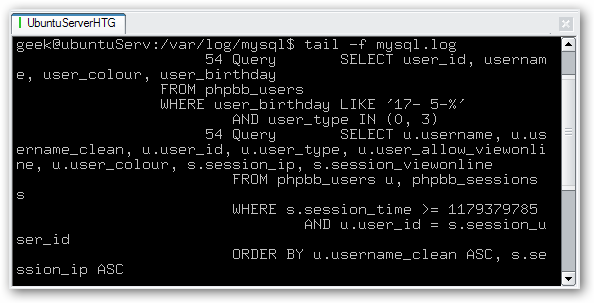 UbuntuServerHTG
geek@ubuntuServ:/var/log/mysql$ tail -f mysql.log
54 Query SELECT user_id, usernam
e, user_colour, user_birthday
FROM phpbb_users
WHERE user_birthday LIKE '17- 5-%'
AND user_type IN (0, 3)
54 Query SELECT u.username, u.us
ername_clean, u.user_id, u.user_type, u.user_allow_viewonli
ne, u.user_colour, s.session_ip, s.session_viewonline
FROM phpbb_users u, phpbb_sessions
s
WHERE s.session_time >= 1179379785
AND u.user_id = s.session_u
ser_id
ORDER BY u.username_clean ASC, s.se
ssion_ip ASC